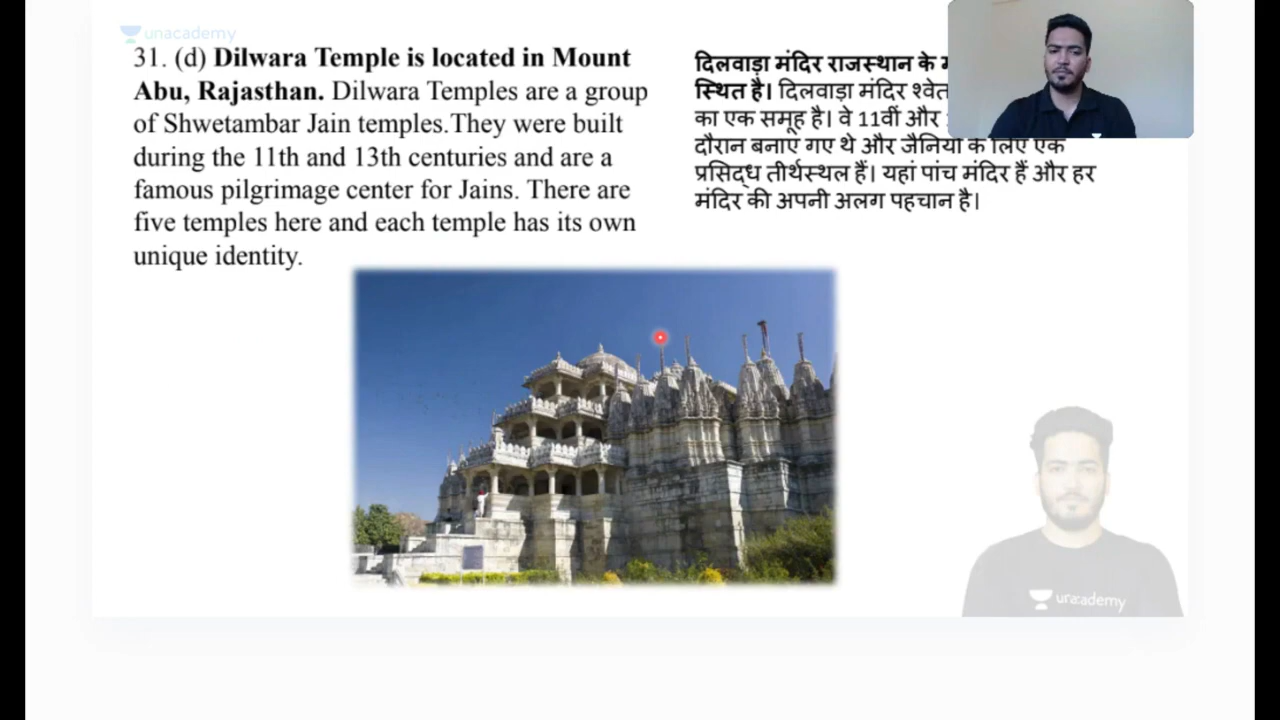 unacademy
31. (d) Dilwara Temple is located in Mount
Abu, Rajasthan. Dilwara Temples are a group
of Shwetambar Jain temples.They were built
during the 11th and 13th centuries and are a
famous pilgrimage center for Jains. There are
five temples here and each temple has its own
unique identity.
दिलवाड़ा मंदिर राजस्थान के
स्थित है। दिलवाड़ा मंदिर
का एक समूह है। वे 11वीं और
दौरान बनाए गए थे और जैनियों के लिए एक
प्रसिद्ध तीर्थस्थल हैं। यहां पांच मंदिर हैं और हर
मंदिर की अपनी अलग पहचान है।
unacademy